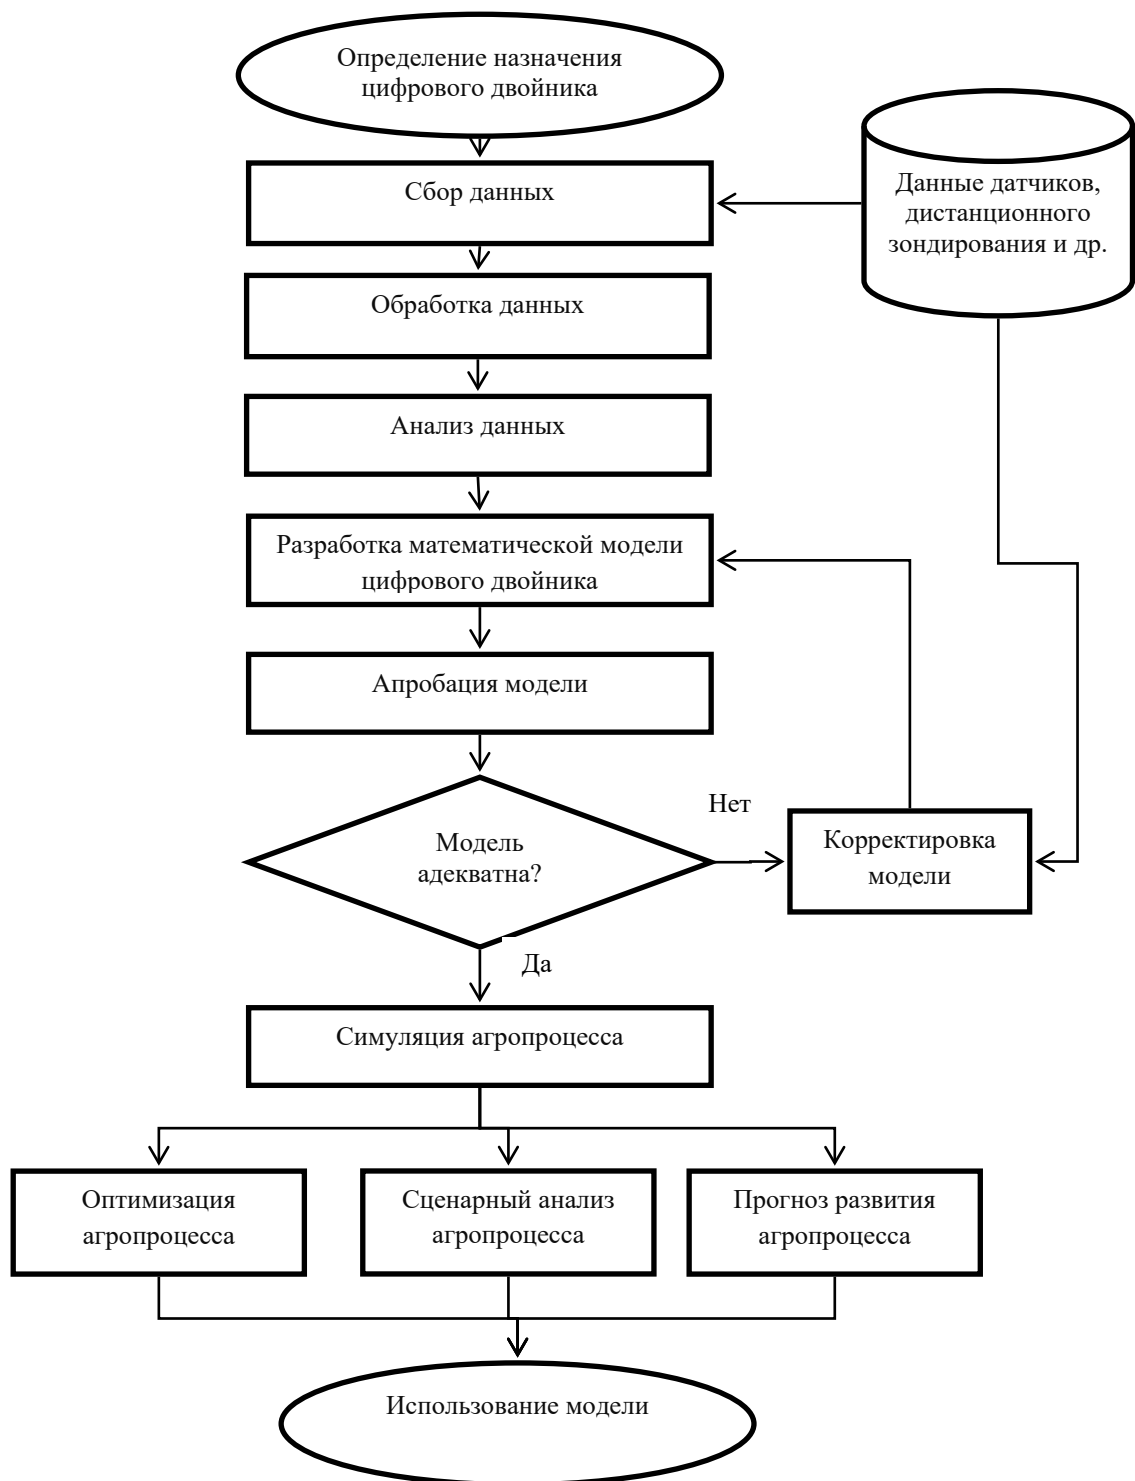 Определение назначения
цифрового двойника
Сбор данных
Данные датчиков,
дистанционного
зондирования и др.
Обработка данных
Анализ данных
Разработка математической модели
цифрового двойника
Апробация модели
Модель
адекватна?
Нет
Корректировка
модели
Да
Симуляция агропроцесса
Оптимизация
агропроцесса
Сценарный анализ
агропроцесса
Прогноз развития
агропроцесса
Использование модели